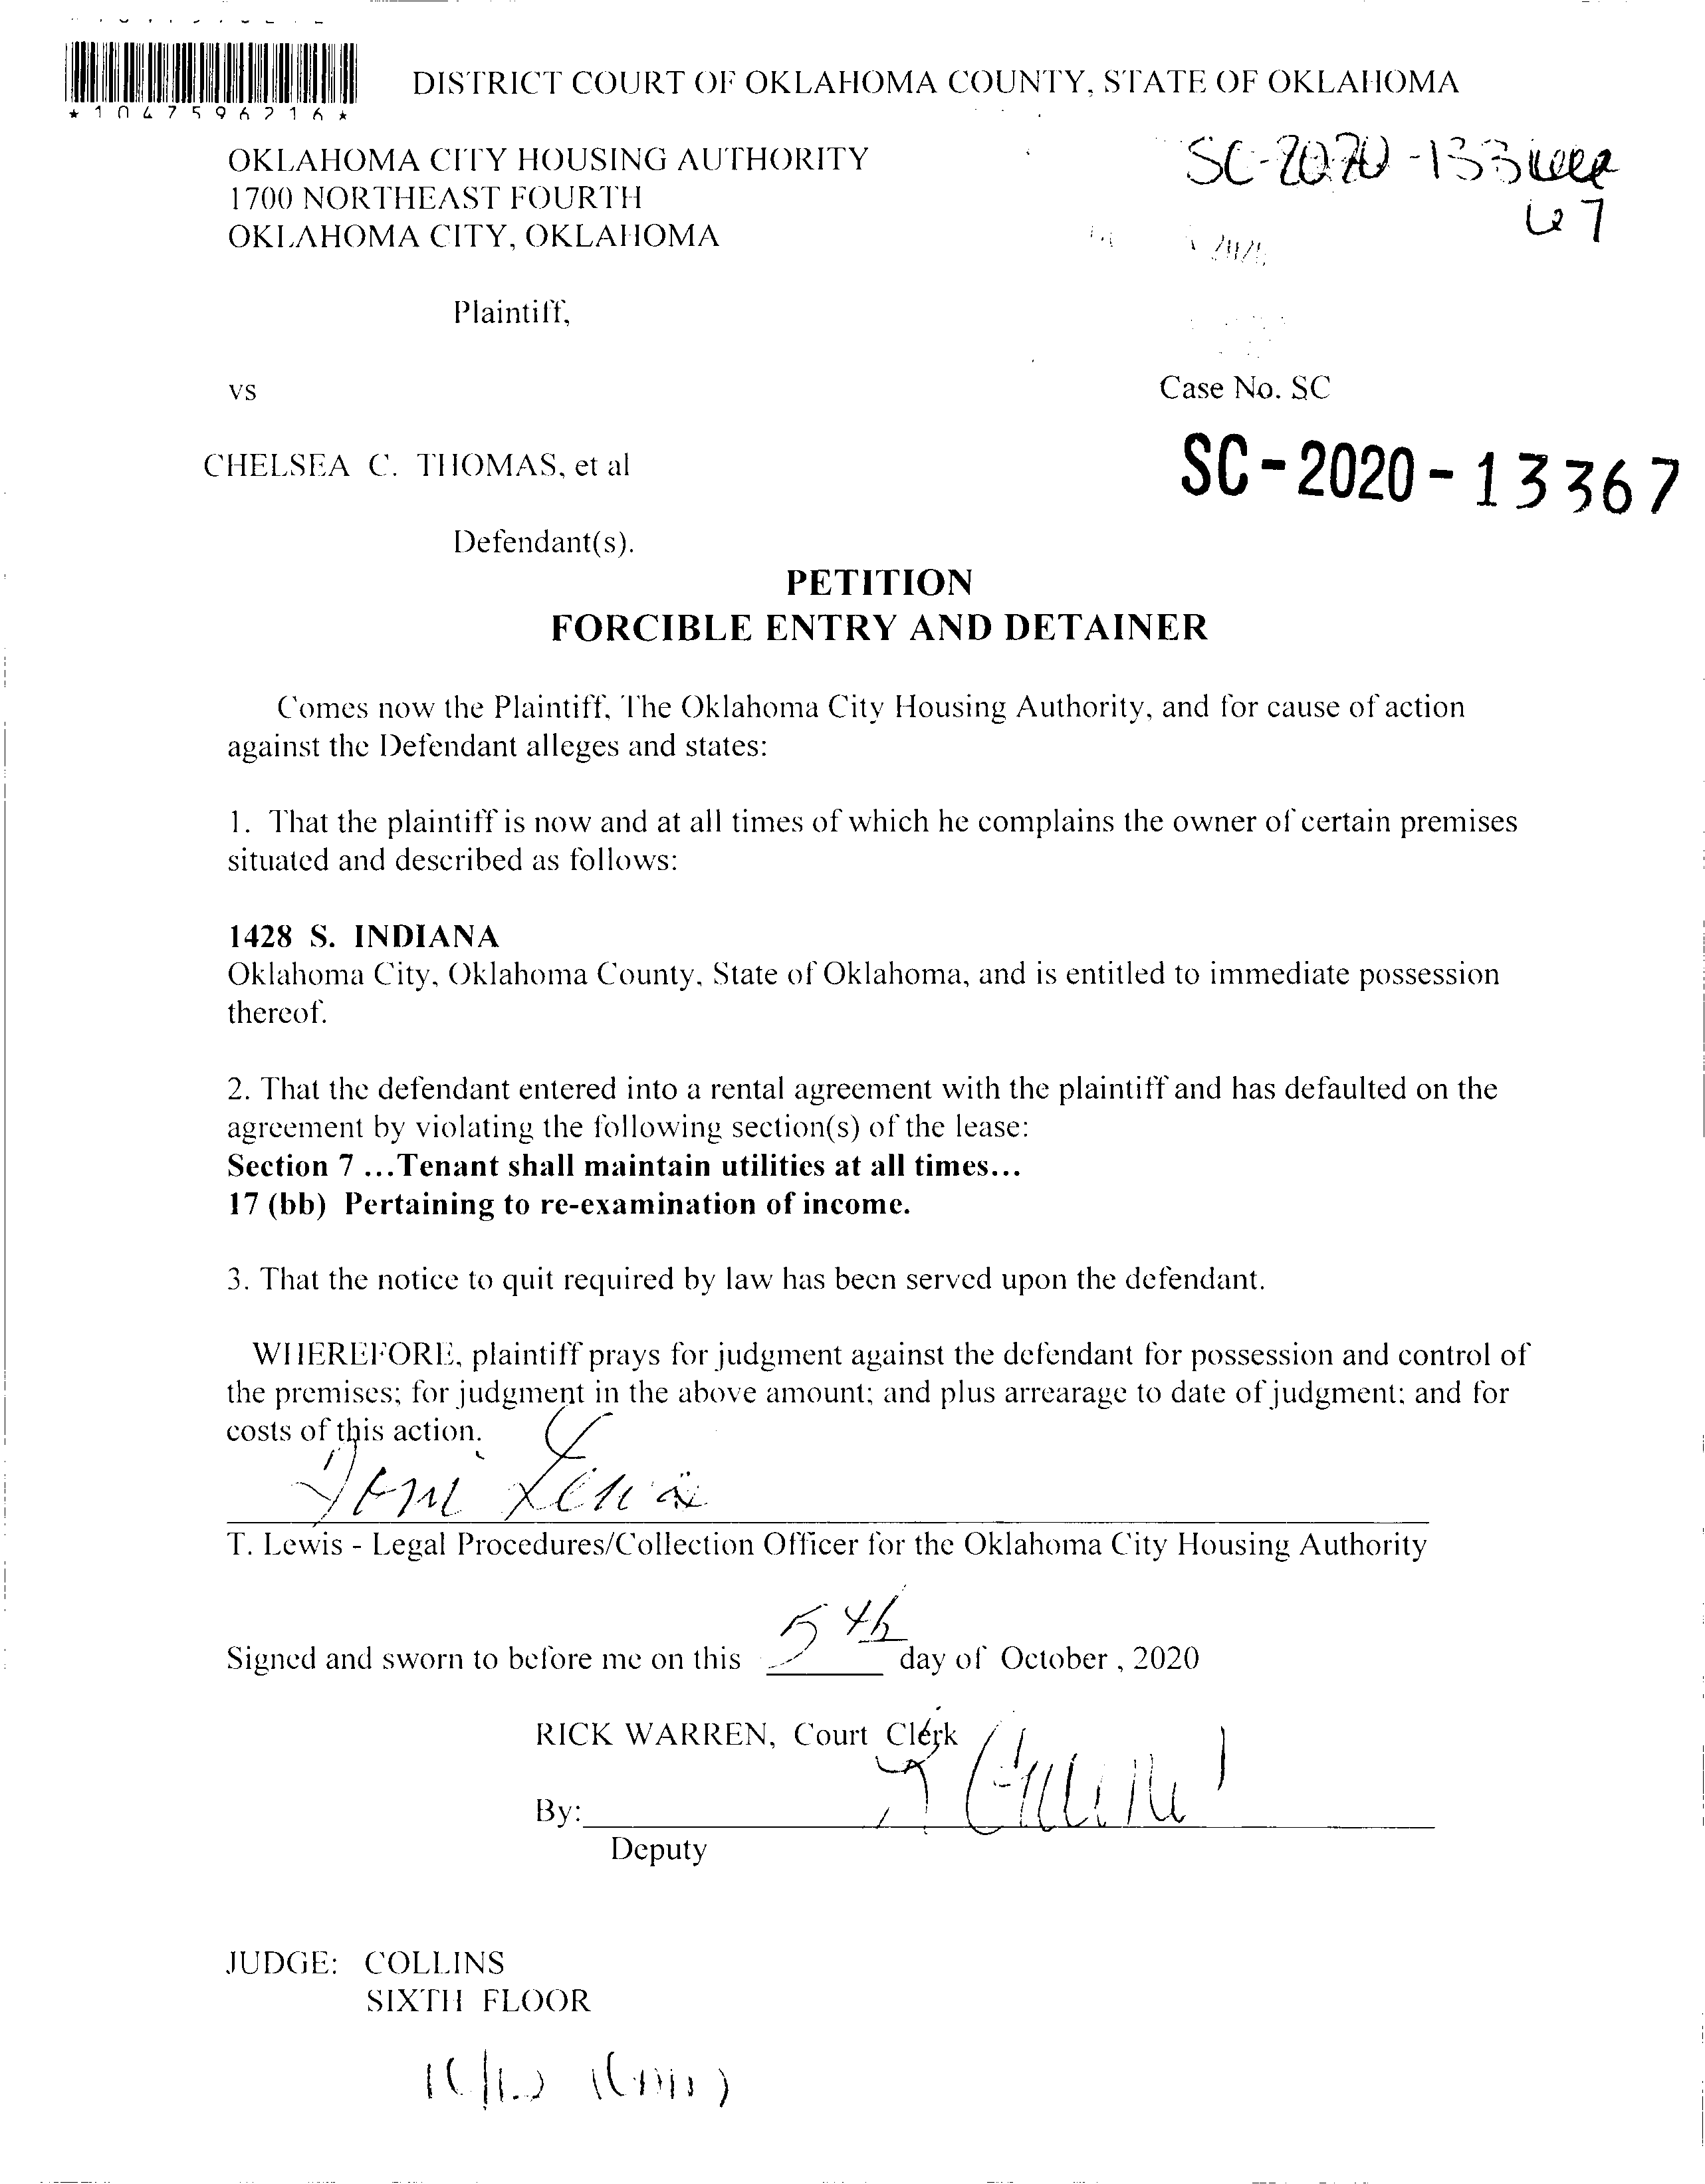 *1047596216*
DISTRICT COURT OF OKLAHOMA COUNTY, STATE OF OKLAHOMA
OKLAHOMA CITY HOUSING AUTHORITY
1700 NORTHEAST FOURTH
OKLAHOMA CITY, OKLAHOMA
SC-2020-133
67
Plaintiff,
vs
Case No. SC
CHELSEA C. THOMAS, et al
SC-2020-13367
Defendant(s).
PETITION
FORCIBLE ENTRY AND DETAINER
Comes now the Plaintiff, The Oklahoma City Housing Authority, and for cause of action
against the Defendant alleges and states:
1. That the plaintiff is now and at all times of which he complains the owner of certain premises
situated and described as follows:
1428 S. INDIANA
Oklahoma City, Oklahoma County, State of Oklahoma, and is entitled to immediate possession
thereof.
2. That the defendant entered into a rental agreement with the plaintiff and has defaulted on the
agreement by violating the following section(s) of the lease:
Section 7 ...Tenant shall maintain utilities at all times...
17 (bb) Pertaining to re-examination of income.
3. That the notice to quit required by law has been served upon the defendant.
WHEREFORE, plaintiff prays for judgment against the defendant for possession and control of
the premises; for judgment in the above amount; and plus arrearage to date of judgment; and for
costs of this action.
Toni Lewis
T. Lewis - Legal Procedures/Collection Officer for the Oklahoma City Housing Authority
Signed and sworn to before me on this 5th day of October , 2020
RICK WARREN, Court Clerk
By:
Deputy
JUDGE: COLLINS
SIXTH FLOOR